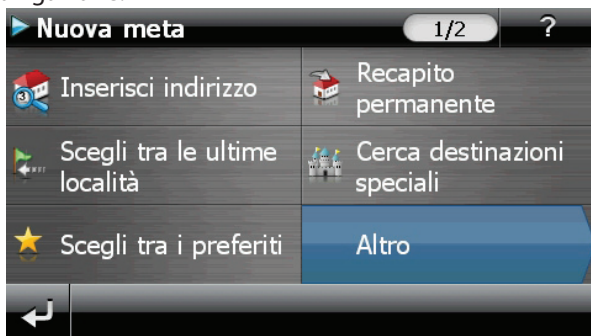 Nuova meta
1/2
?
Inserisci indirizzo
Recapito
permanente
Scegli tra le ultime
località
Cerca destinazioni
speciali
Scegli tra i preferiti
Altro